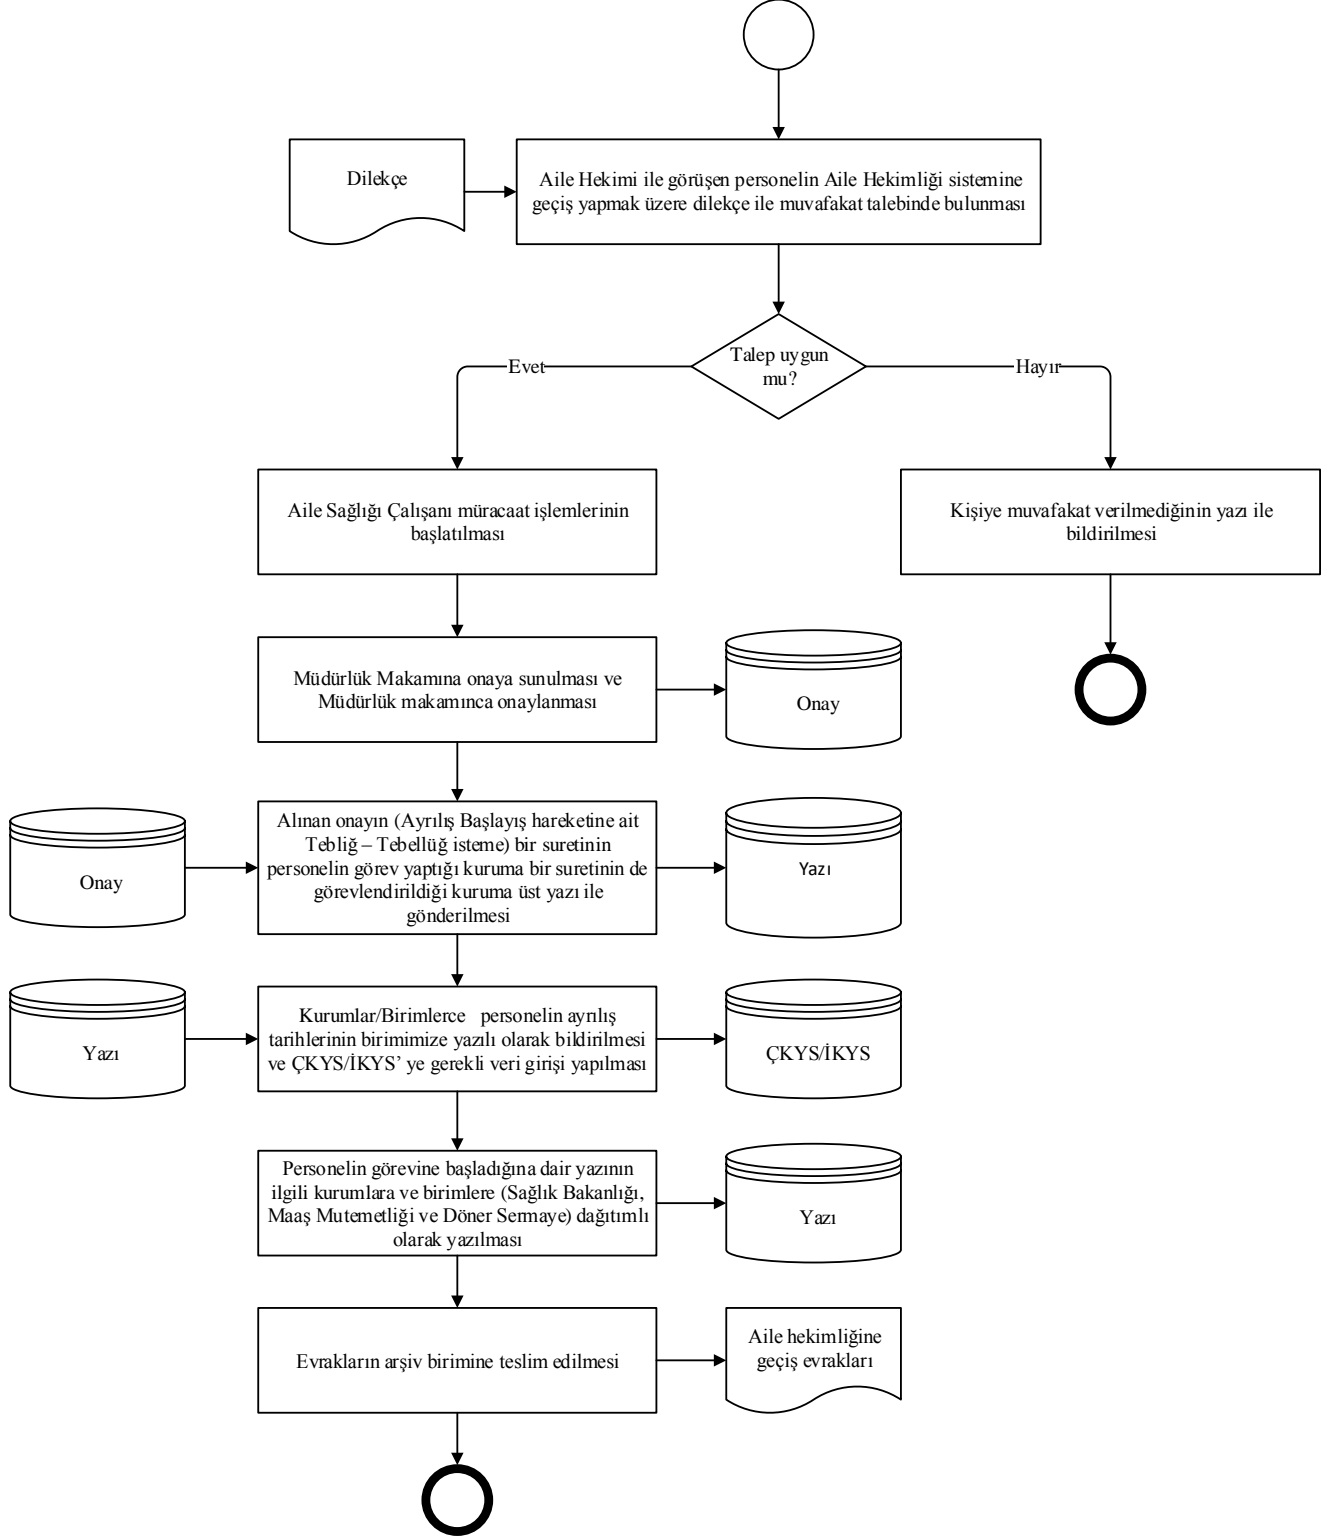 Dilekçe
Aile Hekimi ile görüşen personelin Aile Hekimliği sistemine
geçiş yapmak üzere dilekçe ile muvafakat talebinde bulunması
Talep uygun
mu?
Evet
Hayır
Aile Sağlığı Çalışanı müracaat işlemlerinin
başlatılması
Kişiye muvafakat verilmediğinin yazı ile
bildirilmesi
Müdürlük Makamına onaya sunulması ve
Müdürlük makamınca onaylanması
Onay
Onay
Alınan onayın (Ayrılış Başlayış hareketine ait
Tebliğ – Tebellüğ isteme) bir suretinin
personelin görev yaptığı kuruma bir suretinin de
görevlendirildiği kuruma üst yazı ile
gönderilmesi
Yazı
Yazı
Kurumlar/Birimlerce personelin ayrılış
tarihlerinin birimimize yazılı olarak bildirilmesi
ve ÇKYS/İKYS’ ye gerekli veri girişi yapılması
ÇKYS/İKYS
Personelin görevine başladığına dair yazının
ilgili kurumlara ve birimlere (Sağlık Bakanlığı,
Maaş Mutemetliği ve Döner Sermaye) dağıtımlı
olarak yazılması
Yazı
Evrakların arşiv birimine teslim edilmesi
Aile hekimliğine
geçiş evrakları